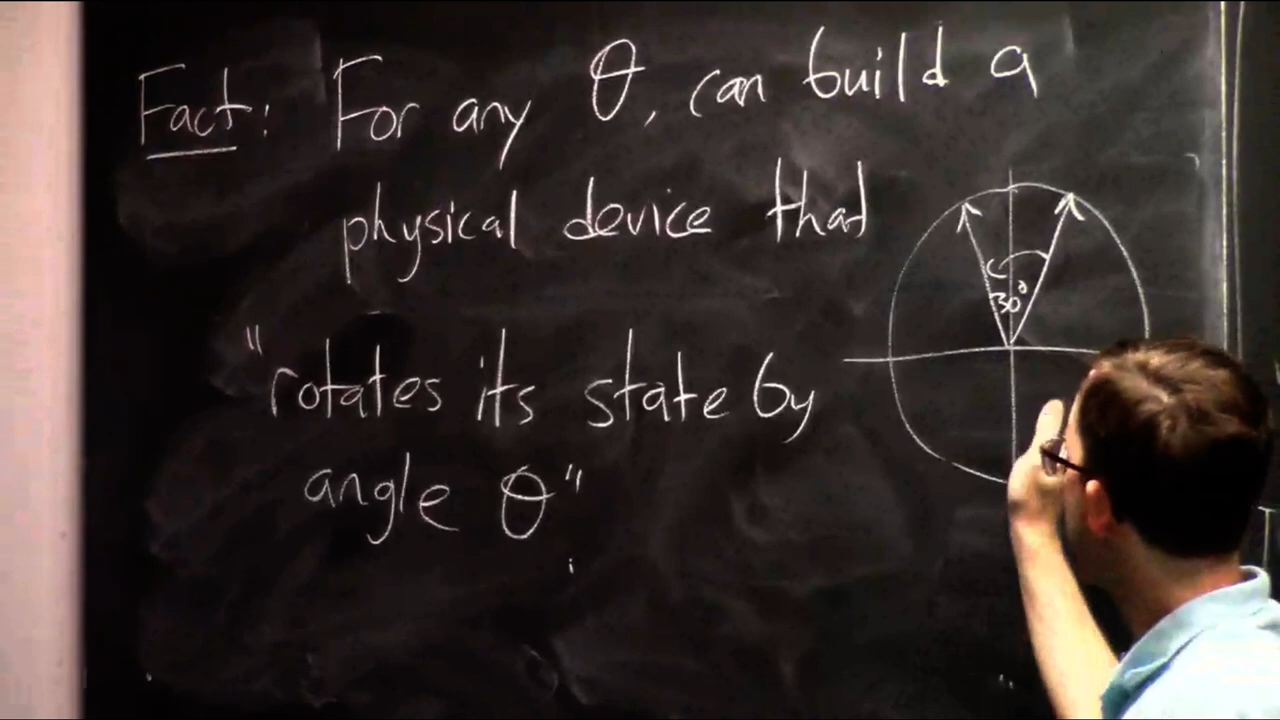 Fact: For any θ, can build a
physical device that
"rotates its state by
angle θ"
30°